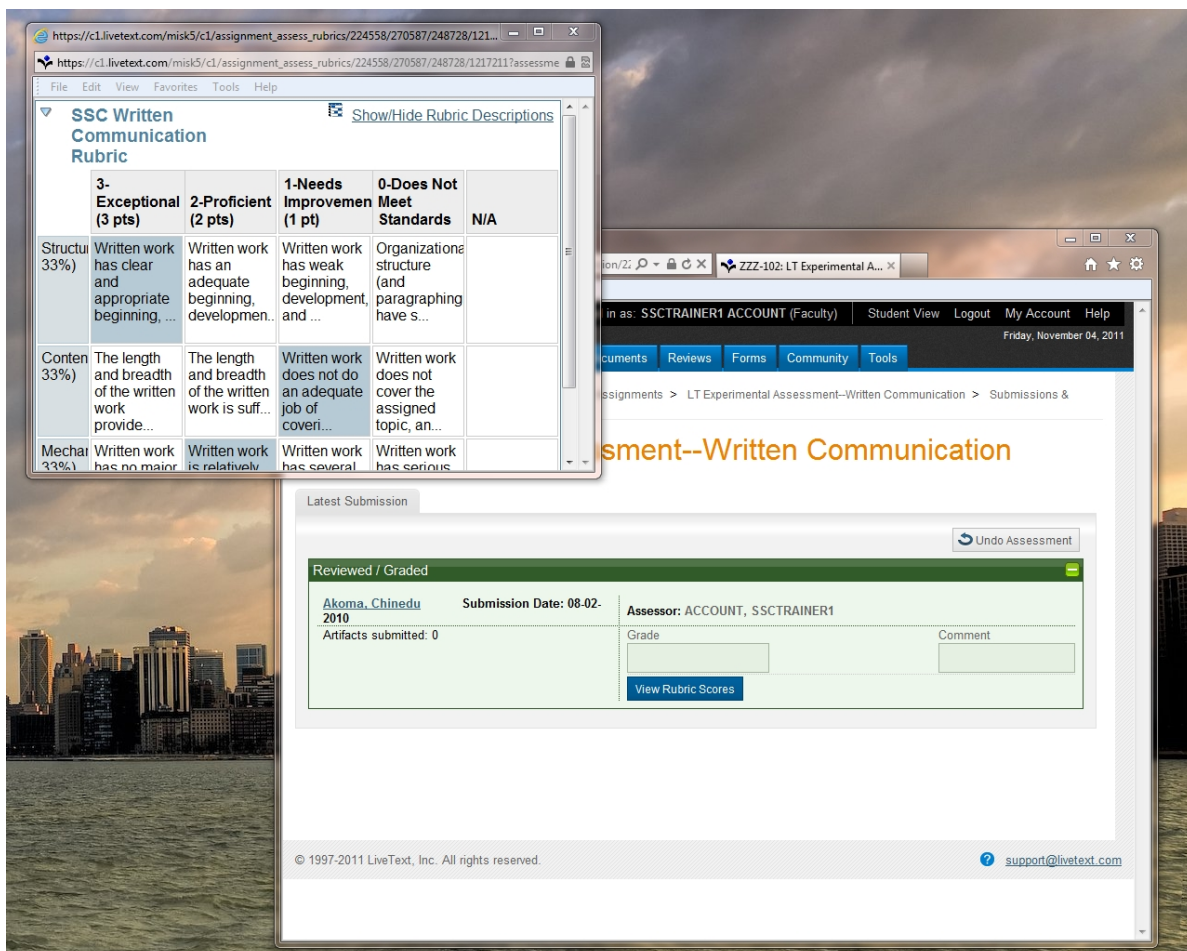 https://c1.livetext.com/misk5/c1/assignment_assess_rubrics/224558/270587/248728/121...
https://c1.livetext.com/misk5/c1/assignment_assess_rubrics/224558/270587/248728/1217211?assessme
File Edit View Favorites Tools Help
SSC Written
Communication
Rubric
Show/Hide Rubric Descriptions
3-
Exceptional
(3 pts)
2-Proficient
(2 pts)
1-Needs
Improvemen
(1 pt)
0-Does Not
Meet
Standards
N/A
Structu
33%)
Written work
has clear
and
appropriate
beginning, ...
Written work
has an
adequate
beginning,
developmen..
Written work
has weak
beginning,
development,
and ...
Organizationa
structure
(and
paragraphing
have s...
Conten
33%)
The length
and breadth
of the written
work
provide...
The length
and breadth
of the written
work is suff...
Written work
does not do
an adequate
job of
coveri...
Written work
does not
cover the
assigned
topic, an...
Mechar
33%)
Written work
has no major
Written work
is relatively
Written work
has several
Written work
has serious
ion/2
ZZZ-102: LT Experimental A...
in as: SSCTRAINER1 ACCOUNT (Faculty) Student View Logout My Account Help
Friday, November 04, 2011
cuments Reviews Forms Community Tools
ssignments > LT Experimental Assessment--Written Communication > Submissions &
sment--Written Communication
Latest Submission
Undo Assessment
Reviewed / Graded
Akoma, Chinedu Submission Date: 08-02-
2010
Artifacts submitted: 0
Assessor: ACCOUNT, SSCTRAINER1
Grade Comment
View Rubric Scores
© 1997-2011 LiveText, Inc. All rights reserved.
support@livetext.com